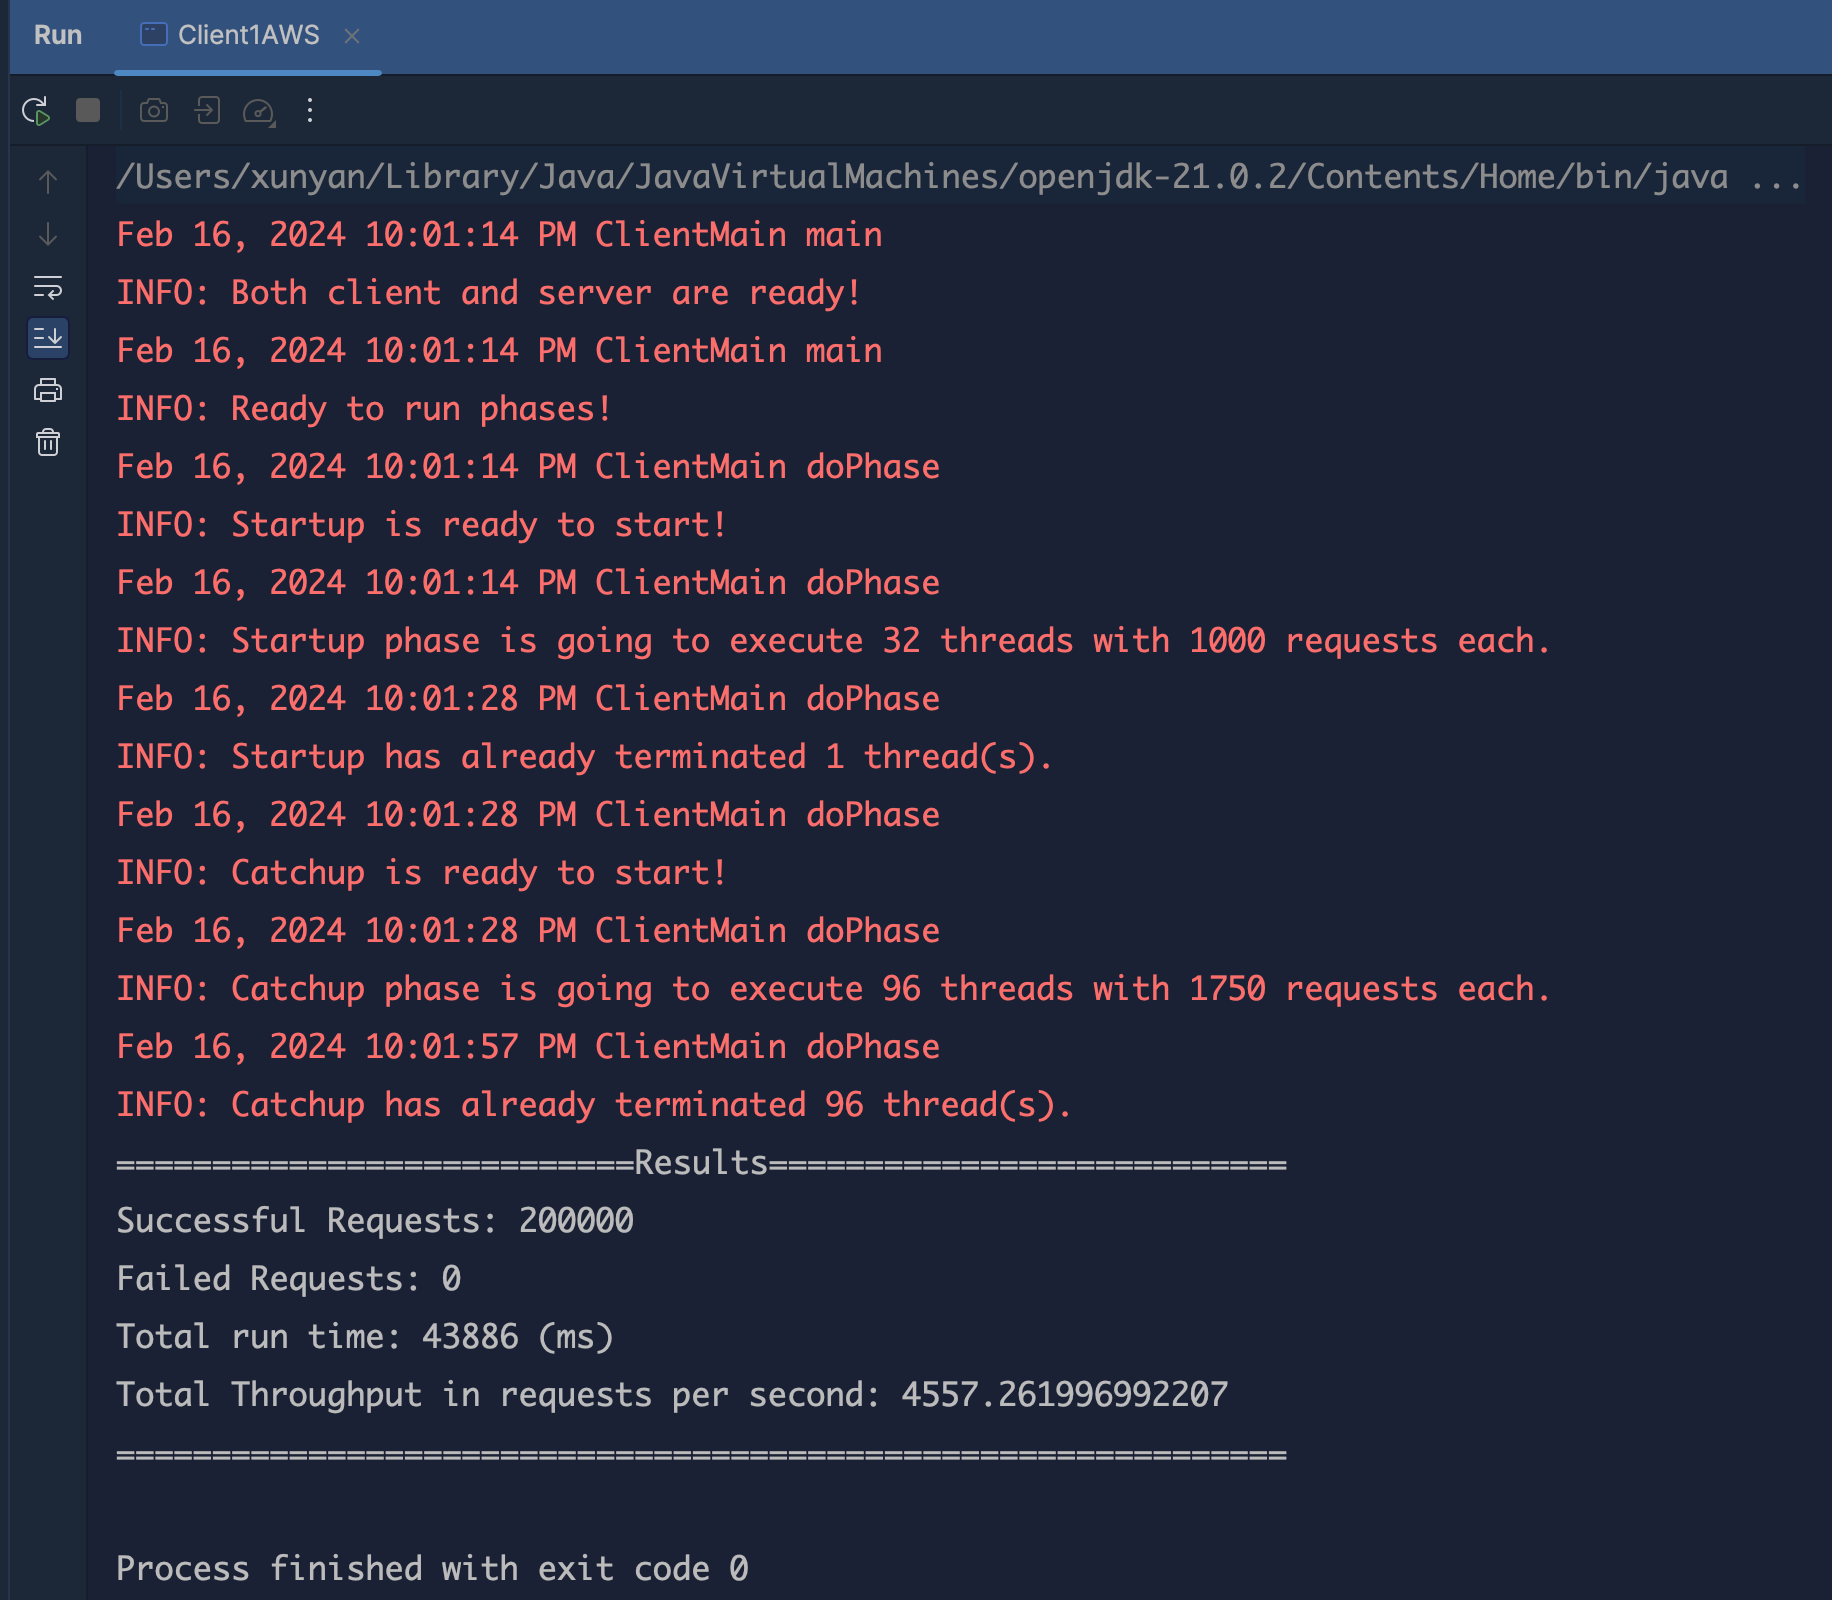 Run Client1AWS
/Users/xunyan/Library/Java/JavaVirtualMachines/openjdk-21.0.2/Contents/Home/bin/java ...
Feb 16, 2024 10:01:14 PM ClientMain main
INFO: Both client and server are ready!
Feb 16, 2024 10:01:14 PM ClientMain main
INFO: Ready to run phases!
Feb 16, 2024 10:01:14 PM ClientMain doPhase
INFO: Startup is ready to start!
Feb 16, 2024 10:01:14 PM ClientMain doPhase
INFO: Startup phase is going to execute 32 threads with 1000 requests each.
Feb 16, 2024 10:01:28 PM ClientMain doPhase
INFO: Startup has already terminated 1 thread(s).
Feb 16, 2024 10:01:28 PM ClientMain doPhase
INFO: Catchup is ready to start!
Feb 16, 2024 10:01:28 PM ClientMain doPhase
INFO: Catchup phase is going to execute 96 threads with 1750 requests each.
Feb 16, 2024 10:01:57 PM ClientMain doPhase
INFO: Catchup has already terminated 96 thread(s).
===========================Results===========================
Successful Requests: 200000
Failed Requests: 0
Total run time: 43886 (ms)
Total Throughput in requests per second: 4557.261996992207
=============================================================
Process finished with exit code 0